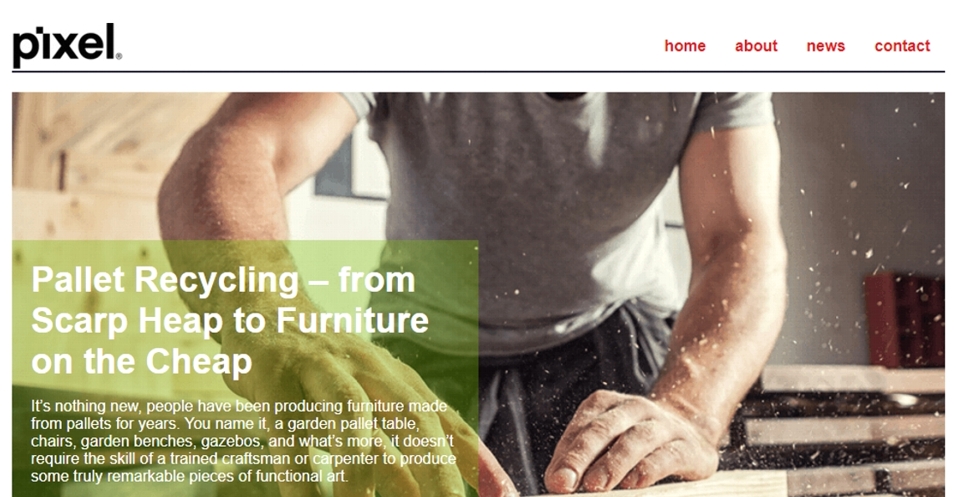 pixel®
home about news contact
Pallet Recycling – from
Scarp Heap to Furniture
on the Cheap
It's nothing new, people have been producing furniture made
from pallets for years. You name it, a garden pallet table,
chairs, garden benches, gazebos, and what's more, it doesn't
require the skill of a trained craftsman or carpenter to produce
some truly remarkable pieces of functional art.